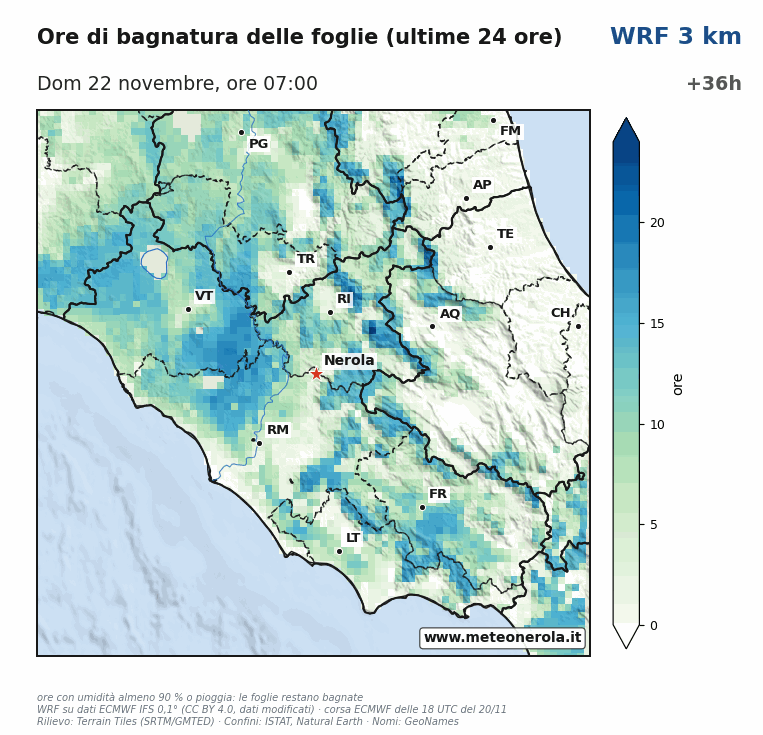 Ore di bagnatura delle foglie (ultime 24 ore)
WRF 3 km
Dom 22 novembre, ore 07:00
+36h
FM
PG
AP
TE
TR
VT
RI
AQ
CH
Nerola
RM
FR
LT
20
15
10
5
0
ore
www.meteonerola.it
ore con umidità almeno 90 % o pioggia: le foglie restano bagnate
WRF su dati ECMWF IFS 0,1° (CC BY 4.0, dati modificati) · corsa ECMWF delle 18 UTC del 20/11
Rilievo: Terrain Tiles (SRTM/GMTED) · Confini: ISTAT, Natural Earth · Nomi: GeoNames